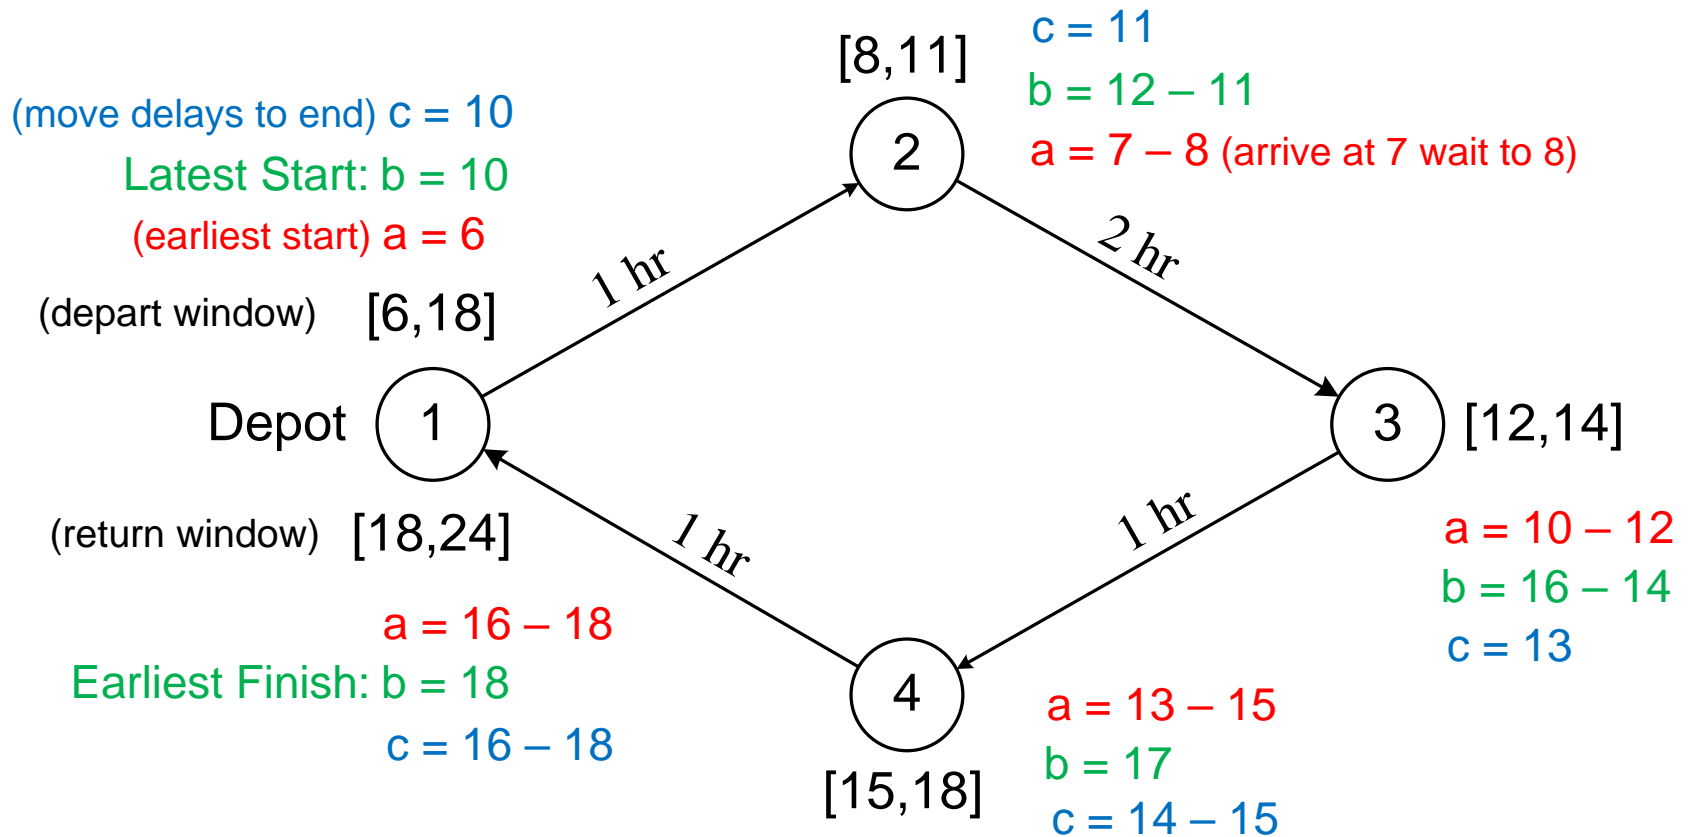 c = 11
[8,11]
b = 12 – 11
(move delays to end) c = 10
2
a = 7 – 8 (arrive at 7 wait to 8)
Latest Start: b = 10
(earliest start) a = 6
1 hr
2 hr
(depart window) [6,18]
Depot 1
3 [12,14]
(return window) [18,24]
1 hr
1 hr
a = 10 – 12
b = 16 – 14
c = 13
a = 16 – 18
Earliest Finish: b = 18
c = 16 – 18
4
a = 13 – 15
b = 17
[15,18]
c = 14 – 15